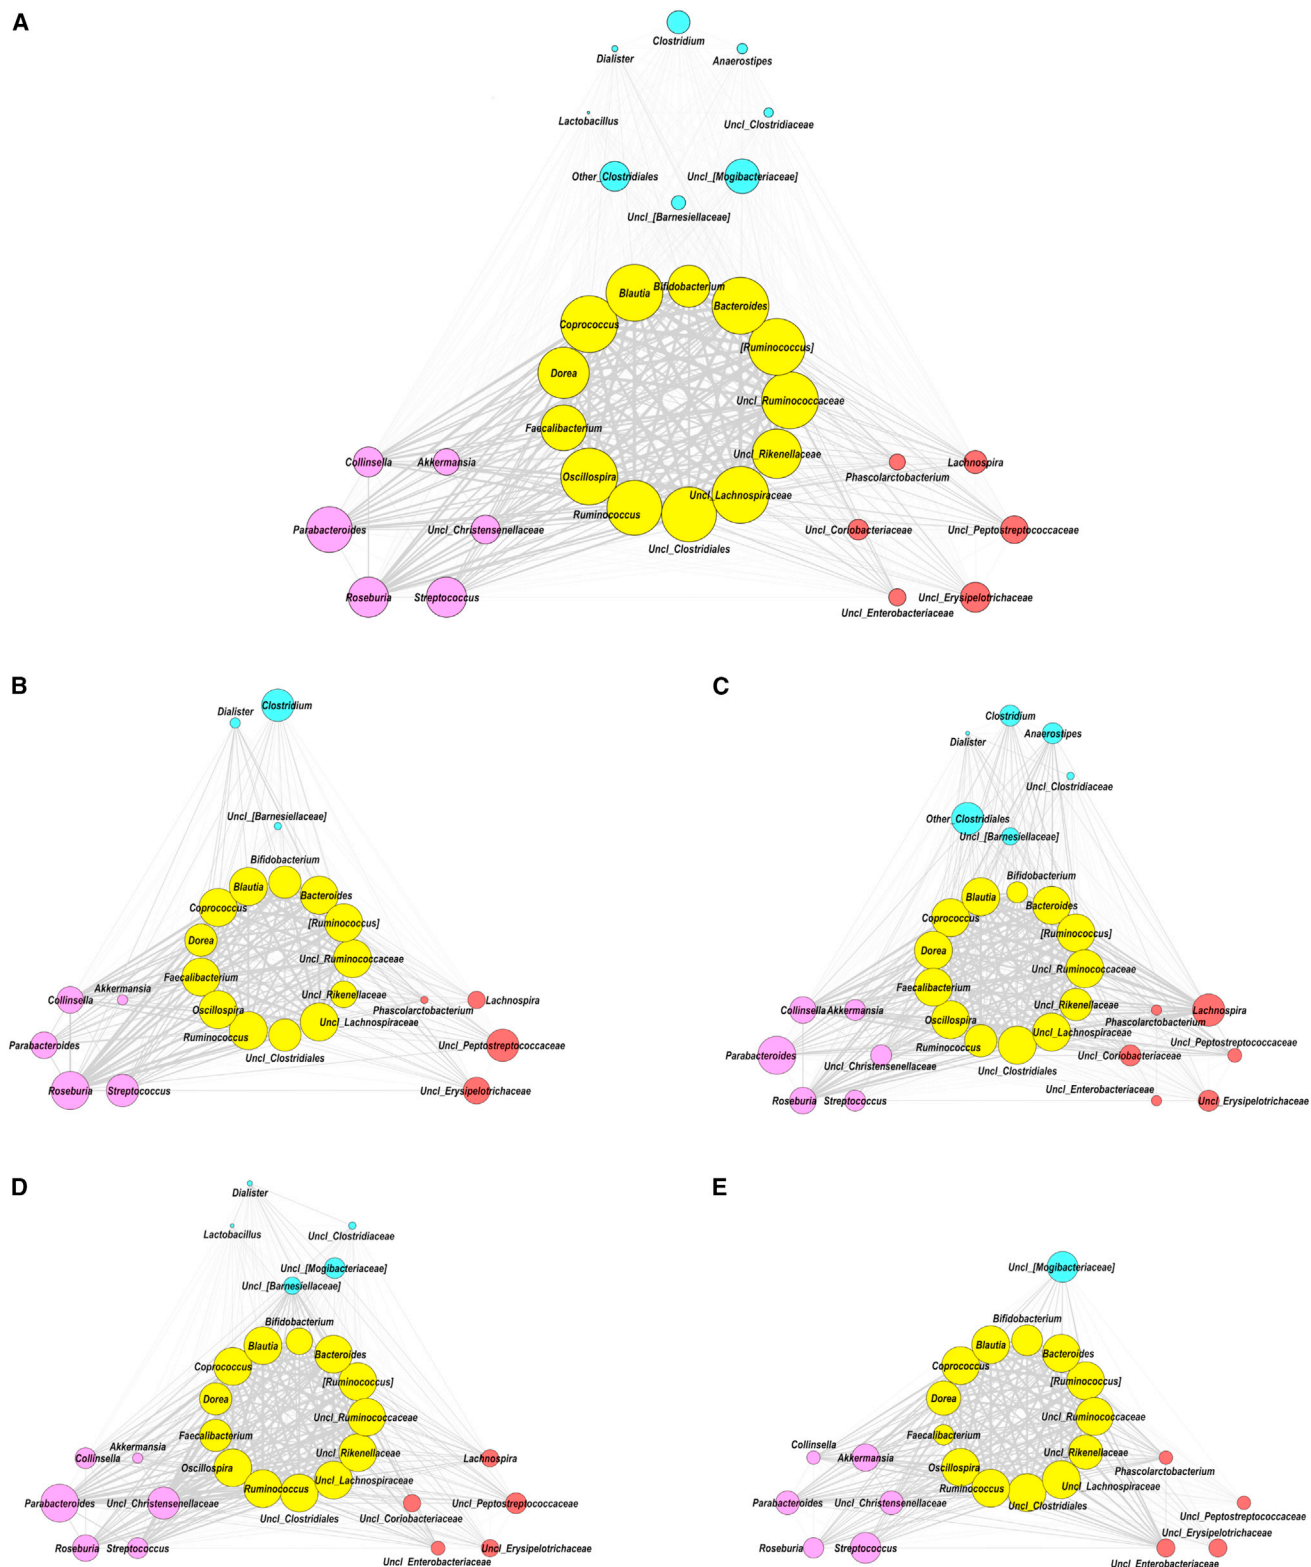 A
Clostridium
Dialister
Anaerostipes
Lactobacillus
Uncl_Clostridiaceae
Other_Clostridiales
Uncl_[Mogibacteriaceae]
Uncl_[Barnesiellaceae]
Blautia
Bifidobacterium
Bacteroides
Coprococcus
[Ruminococcus]
Dorea
Uncl_Ruminococcaceae
Faecalibacterium
Uncl_Rikenellaceae
Collinsella
Akkermansia
Oscillospira
Phascolarctobacterium
Lachnospira
Uncl_Lachnospiraceae
Ruminococcus
Parabacteroides
Uncl_Christensenellaceae
Uncl_Coriobacteriaceae
Uncl_Peptostreptococcaceae
Uncl_Clostridiales
Roseburia
Streptococcus
Uncl_Erysipelotrichaceae
Uncl_Enterobacteriaceae
B
Dialister
Clostridium
Uncl_[Barnesiellaceae]
Bifidobacterium
Blautia
Bacteroides
Coprococcus
[Ruminococcus]
Dorea
Uncl_Ruminococcaceae
Faecalibacterium
Akkermansia
Uncl_Rikenellaceae
Collinsella
Lachnospira
Oscillospira
Phascolarctobacterium
Uncl_Lachnospiraceae
Ruminococcus
Parabacteroides
Uncl_Peptostreptococcaceae
Uncl_Clostridiales
Roseburia
Streptococcus
Uncl_Erysipelotrichaceae
C
Clostridium
Dialister
Anaerostipes
Uncl_Clostridiaceae
Other_Clostridiales
Uncl_[Barnesiellaceae]
Bifidobacterium
Blautia
Bacteroides
Coprococcus
[Ruminococcus]
Dorea
Uncl_Ruminococcaceae
Faecalibacterium
Uncl_Rikenellaceae
Collinsella
Akkermansia
Oscillospira
Phascolarctobacterium
Lachnospira
Uncl_Lachnospiraceae
Ruminococcus
Uncl_Peptostreptococcaceae
Parabacteroides
Uncl_Christensenellaceae
Uncl_Coriobacteriaceae
Uncl_Clostridiales
Uncl_Enterobacteriaceae
Roseburia
Streptococcus
Uncl_Erysipelotrichaceae
D
Dialister
Lactobacillus
Uncl_Clostridiaceae
Uncl_[Mogibacteriaceae]
Uncl_[Barnesiellaceae]
Bifidobacterium
Blautia
Bacteroides
Coprococcus
[Ruminococcus]
Dorea
Uncl_Ruminococcaceae
Faecalibacterium
Akkermansia
Uncl_Rikenellaceae
Collinsella
Lachnospira
Oscillospira
Uncl_Lachnospiraceae
Ruminococcus
Parabacteroides
Uncl_Christensenellaceae
Uncl_Peptostreptococcaceae
Uncl_Clostridiales
Uncl_Coriobacteriaceae
Roseburia
Streptococcus
Uncl_Erysipelotrichaceae
Uncl_Enterobacteriaceae
E
Uncl_[Mogibacteriaceae]
Bifidobacterium
Blautia
Bacteroides
Coprococcus
[Ruminococcus]
Dorea
Uncl_Ruminococcaceae
Faecalibacterium
Collinsella
Akkermansia
Uncl_Rikenellaceae
Oscillospira
Phascolarctobacterium
Uncl_Lachnospiraceae
Ruminococcus
Parabacteroides
Uncl_Christensenellaceae
Uncl_Clostridiales
Uncl_Peptostreptococcaceae
Uncl_Erysipelotrichaceae
Roseburia
Streptococcus
Uncl_Enterobacteriaceae